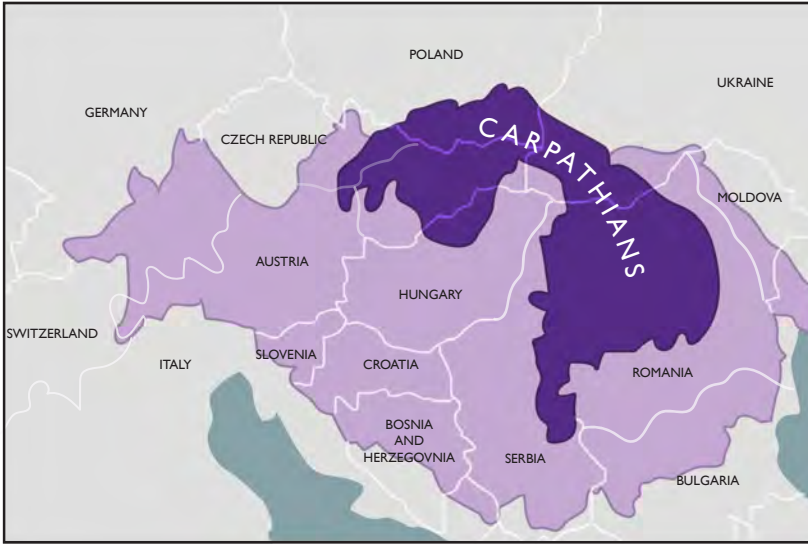 POLAND
UKRAINE
GERMANY
CZECH REPUBLIC
CARPATHIANS
MOLDOVA
AUSTRIA
HUNGARY
SWITZERLAND
ITALY
SLOVENIA
CROATIA
ROMANIA
BOSNIA
AND
HERZEGOVNIA
SERBIA
BULGARIA